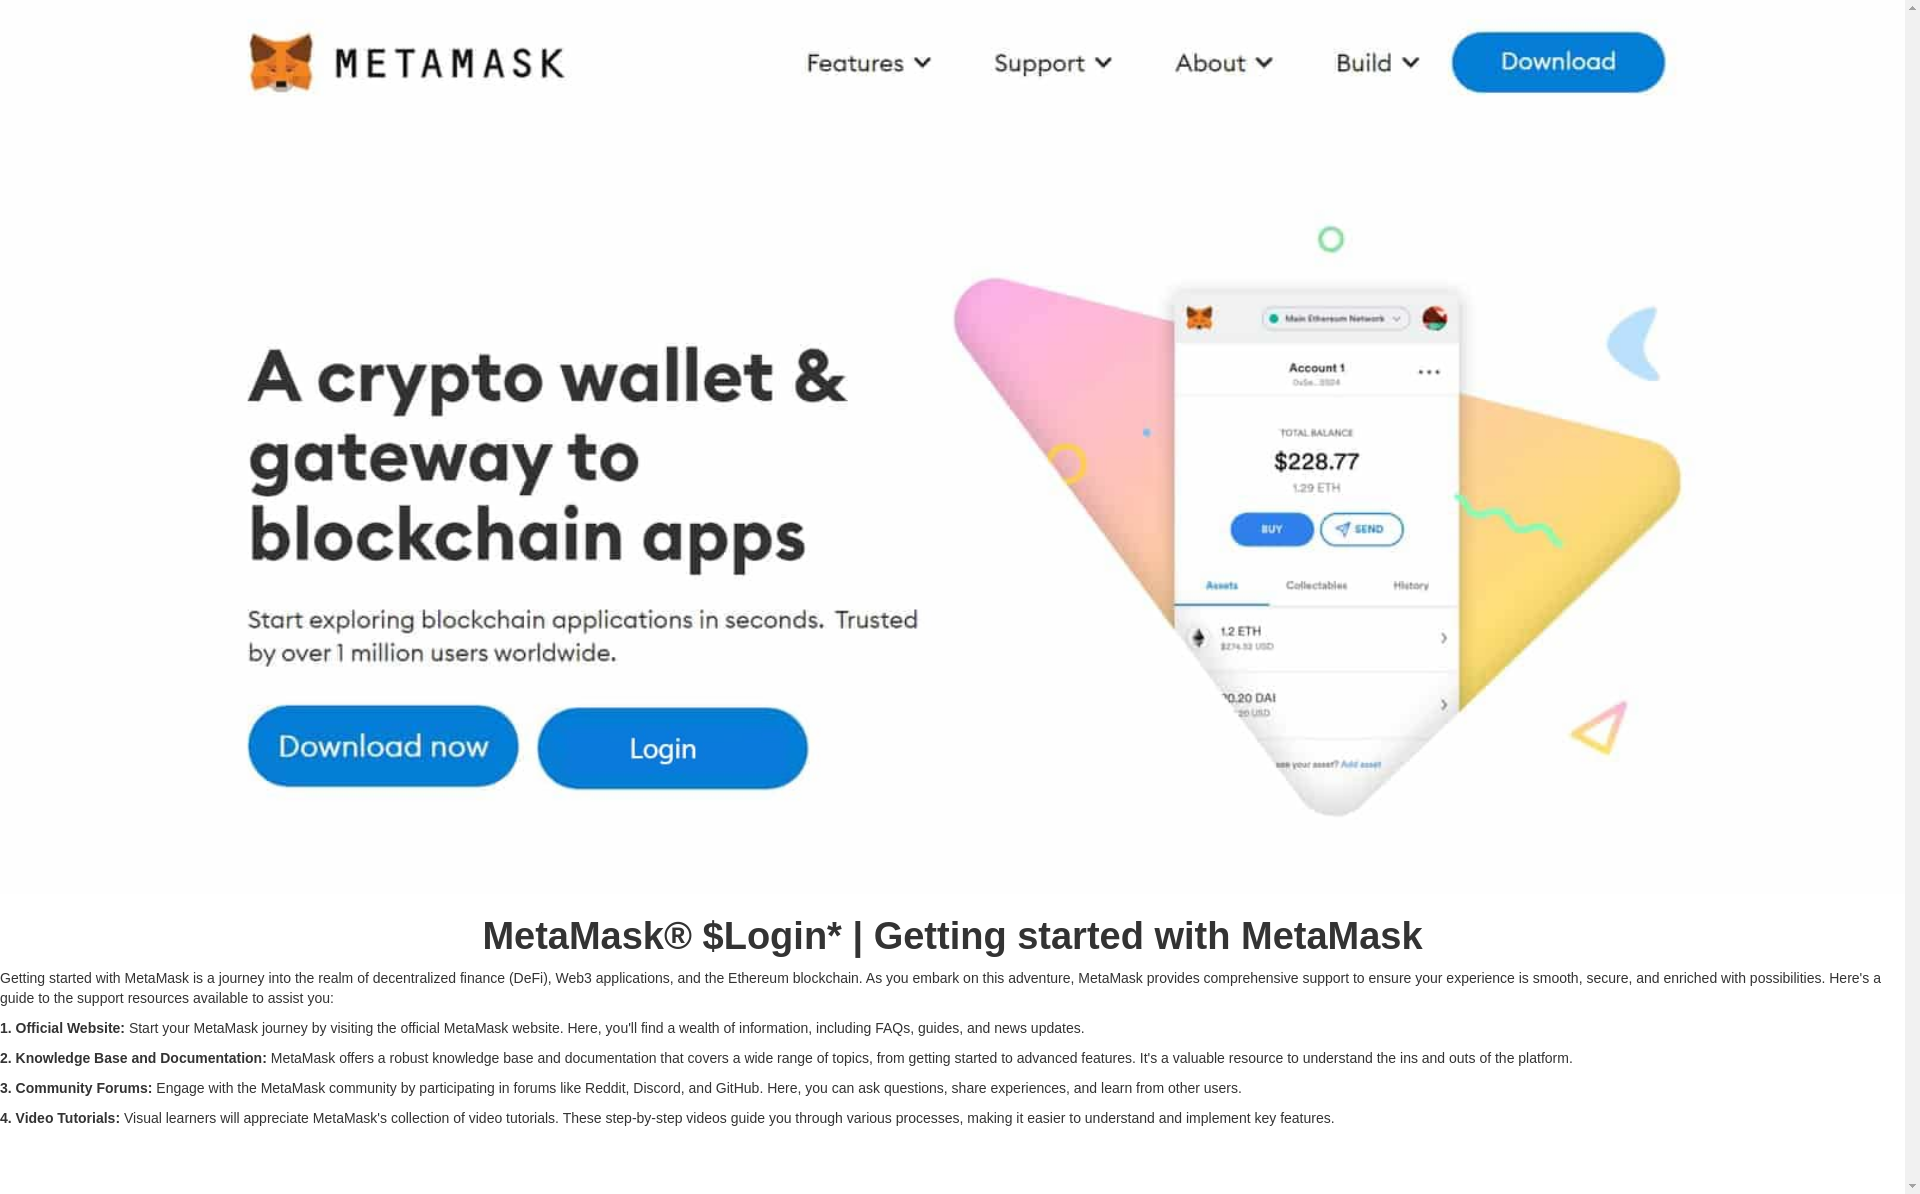 METAMASK
Features
Support
About
Build
Download
A crypto wallet &
gateway to
blockchain apps
Start exploring blockchain applications in seconds. Trusted
by over 1 million users worldwide.
Download now
Login
Main Ethereum Network
Account 1
TOTAL BALANCE
$228.77
1.29 ETH
BUY
SEND
Assets
Collectables
History
1.2 ETH
0.20 DAI
your asset? Add asset
MetaMask® $Login* | Getting started with MetaMask
Getting started with MetaMask is a journey into the realm of decentralized finance (DeFi), Web3 applications, and the Ethereum blockchain. As you embark on this adventure, MetaMask provides comprehensive support to ensure your experience is smooth, secure, and enriched with possibilities. Here's a
guide to the support resources available to assist you:
1. Official Website: Start your MetaMask journey by visiting the official MetaMask website. Here, you'll find a wealth of information, including FAQs, guides, and news updates.
2. Knowledge Base and Documentation: MetaMask offers a robust knowledge base and documentation that covers a wide range of topics, from getting started to advanced features. It's a valuable resource to understand the ins and outs of the platform.
3. Community Forums: Engage with the MetaMask community by participating in forums like Reddit, Discord, and GitHub. Here, you can ask questions, share experiences, and learn from other users.
4. Video Tutorials: Visual learners will appreciate MetaMask's collection of video tutorials. These step-by-step videos guide you through various processes, making it easier to understand and implement key features.